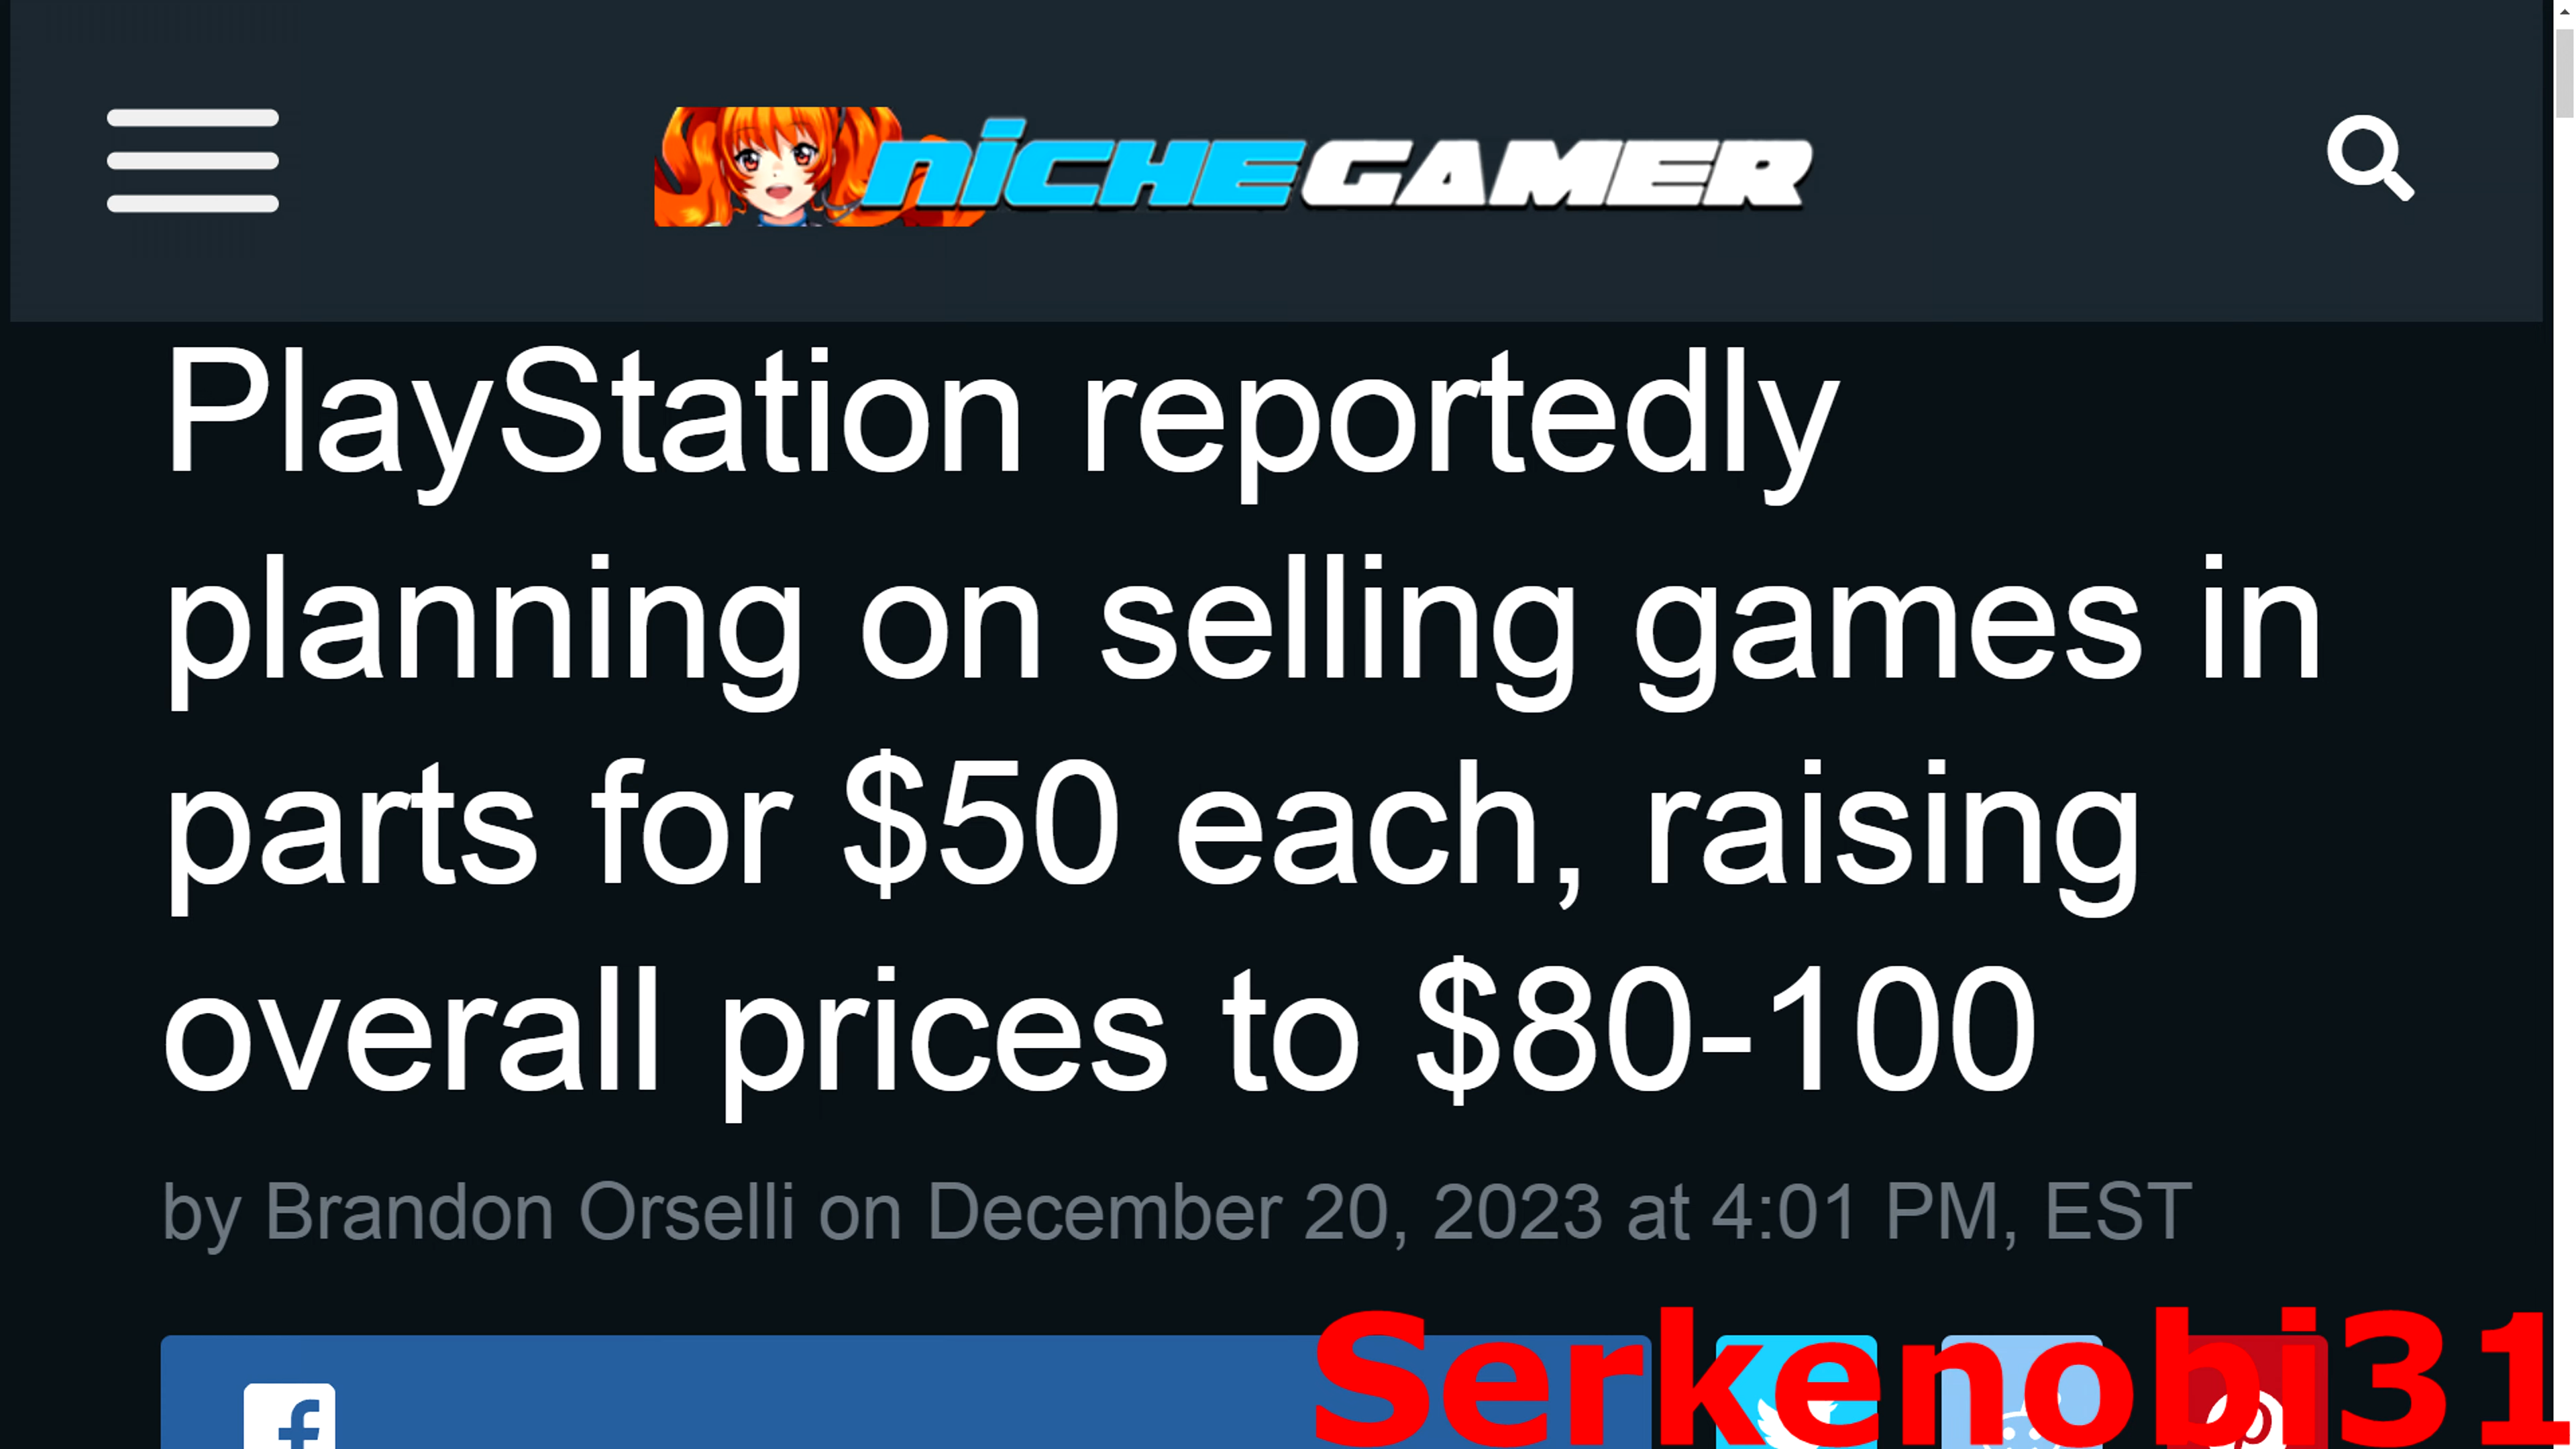 NICHEGAMER
PlayStation reportedly
planning on selling games in
parts for $50 each, raising
overall prices to $80-100
by Brandon Orselli on December 20, 2023 at 4:01 PM, EST
Serkenobi31